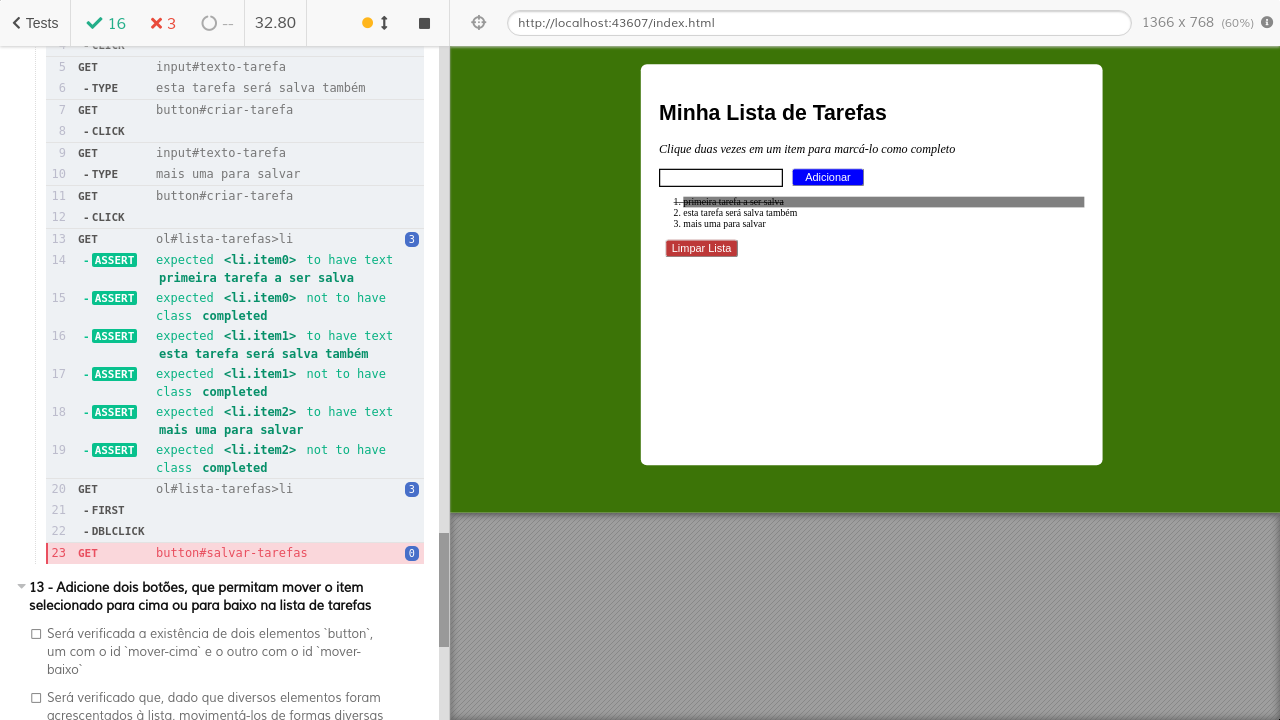 Tests 16 3 -- 32.80 http://localhost:43607/index.html 1366 x 768 (60%)
4 - CLICK
5 GET input#texto-tarefa
6 - TYPE esta tarefa será salva também
7 GET button#criar-tarefa
8 - CLICK
9 GET input#texto-tarefa
10 - TYPE mais uma para salvar
11 GET button#criar-tarefa
12 - CLICK
13 GET ol#lista-tarefas>li 3
14 - ASSERT expected <li.item0> to have text
primeira tarefa a ser salva
15 - ASSERT expected <li.item0> not to have
class completed
16 - ASSERT expected <li.item1> to have text
esta tarefa será salva também
17 - ASSERT expected <li.item1> not to have
class completed
18 - ASSERT expected <li.item2> to have text
mais uma para salvar
19 - ASSERT expected <li.item2> not to have
class completed
20 GET ol#lista-tarefas>li 3
21 - FIRST
22 - DBLCLICK
23 GET button#salvar-tarefas 0
13 - Adicione dois botões, que permitam mover o item
selecionado para cima ou para baixo na lista de tarefas
Será verificada a existência de dois elementos `button`,
um com o id `mover-cima` e o outro com o id `mover-
baixo`
Será verificado que, dado que diversos elementos foram
acrescentados à lista, movimentá-los de formas diversas
Minha Lista de Tarefas
Clique duas vezes em um item para marcá-lo como completo
Adicionar
1. primeira tarefa a ser salva
2. esta tarefa será salva também
3. mais uma para salvar
Limpar Lista